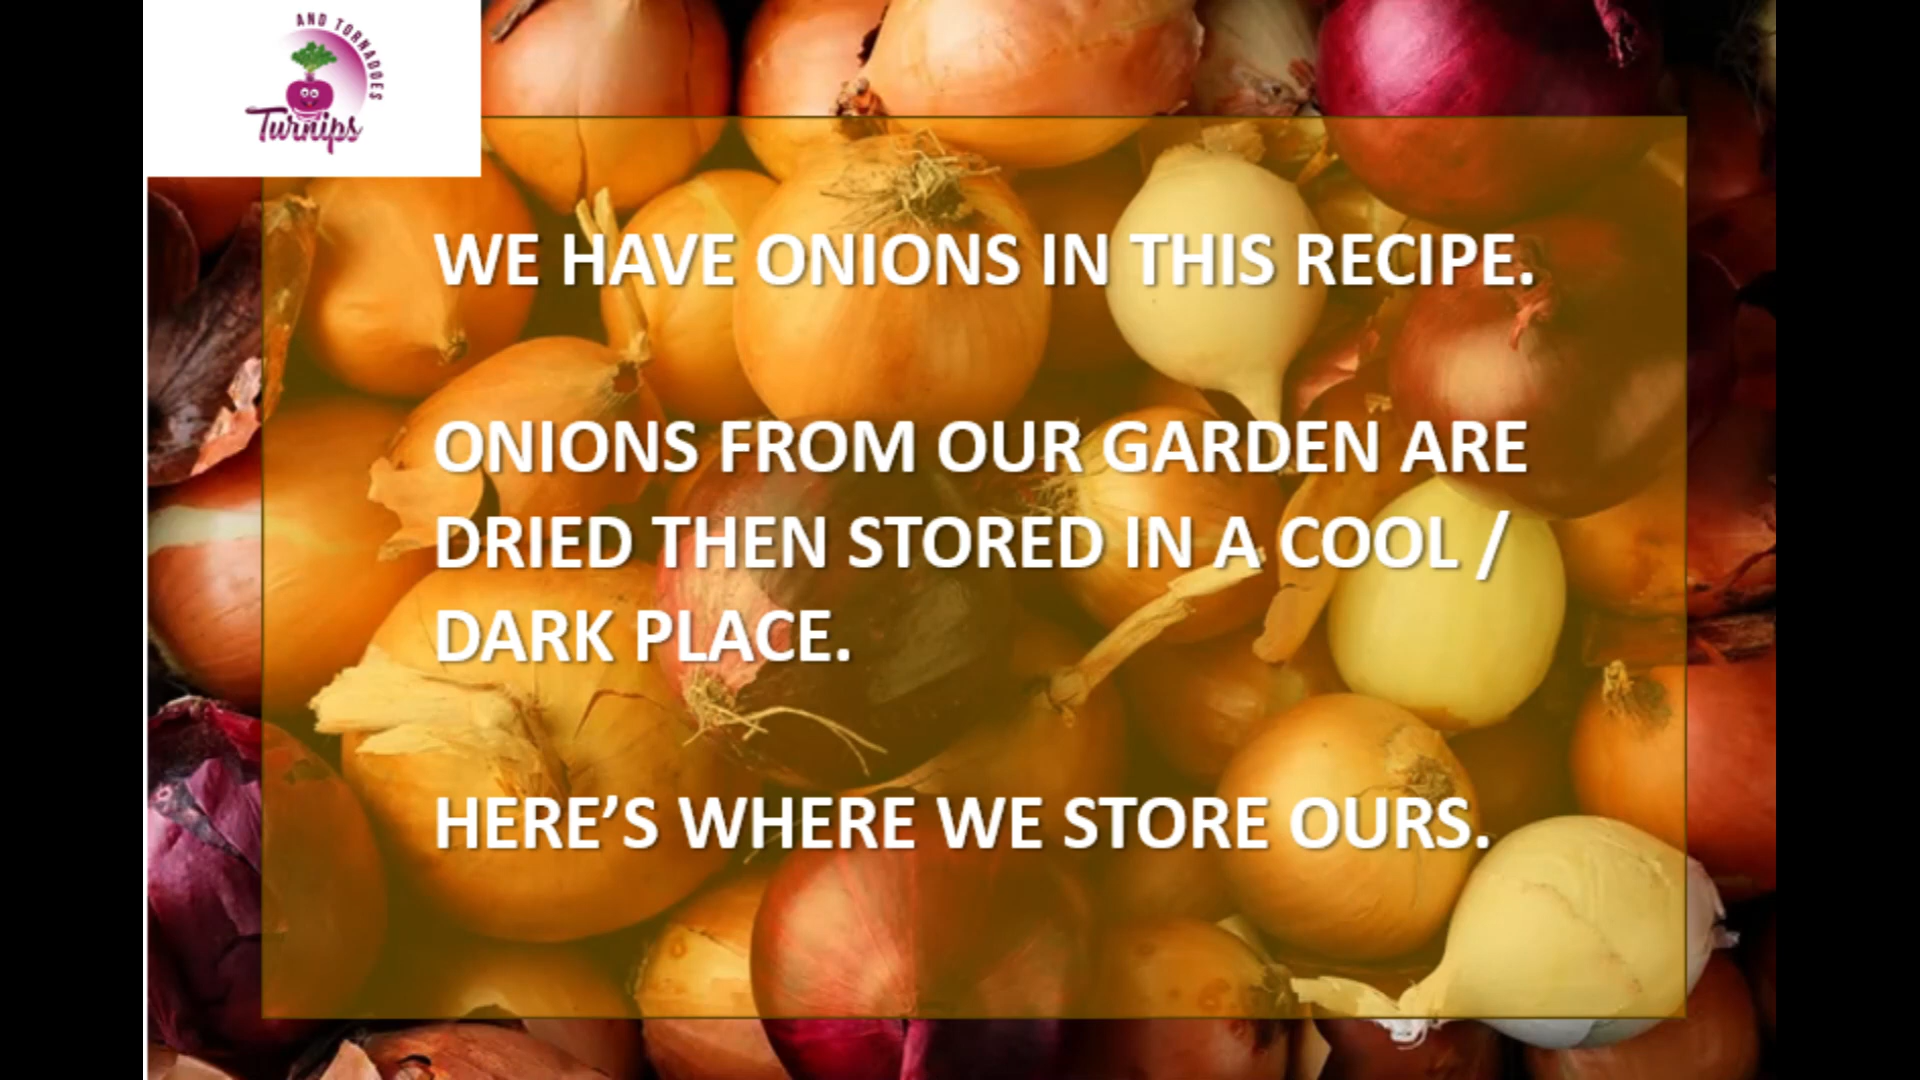 AND TORNADOES
Turnips
WE HAVE ONIONS IN THIS RECIPE.
ONIONS FROM OUR GARDEN ARE
DRIED THEN STORED IN A COOL /
DARK PLACE.
HERE’S WHERE WE STORE OURS.